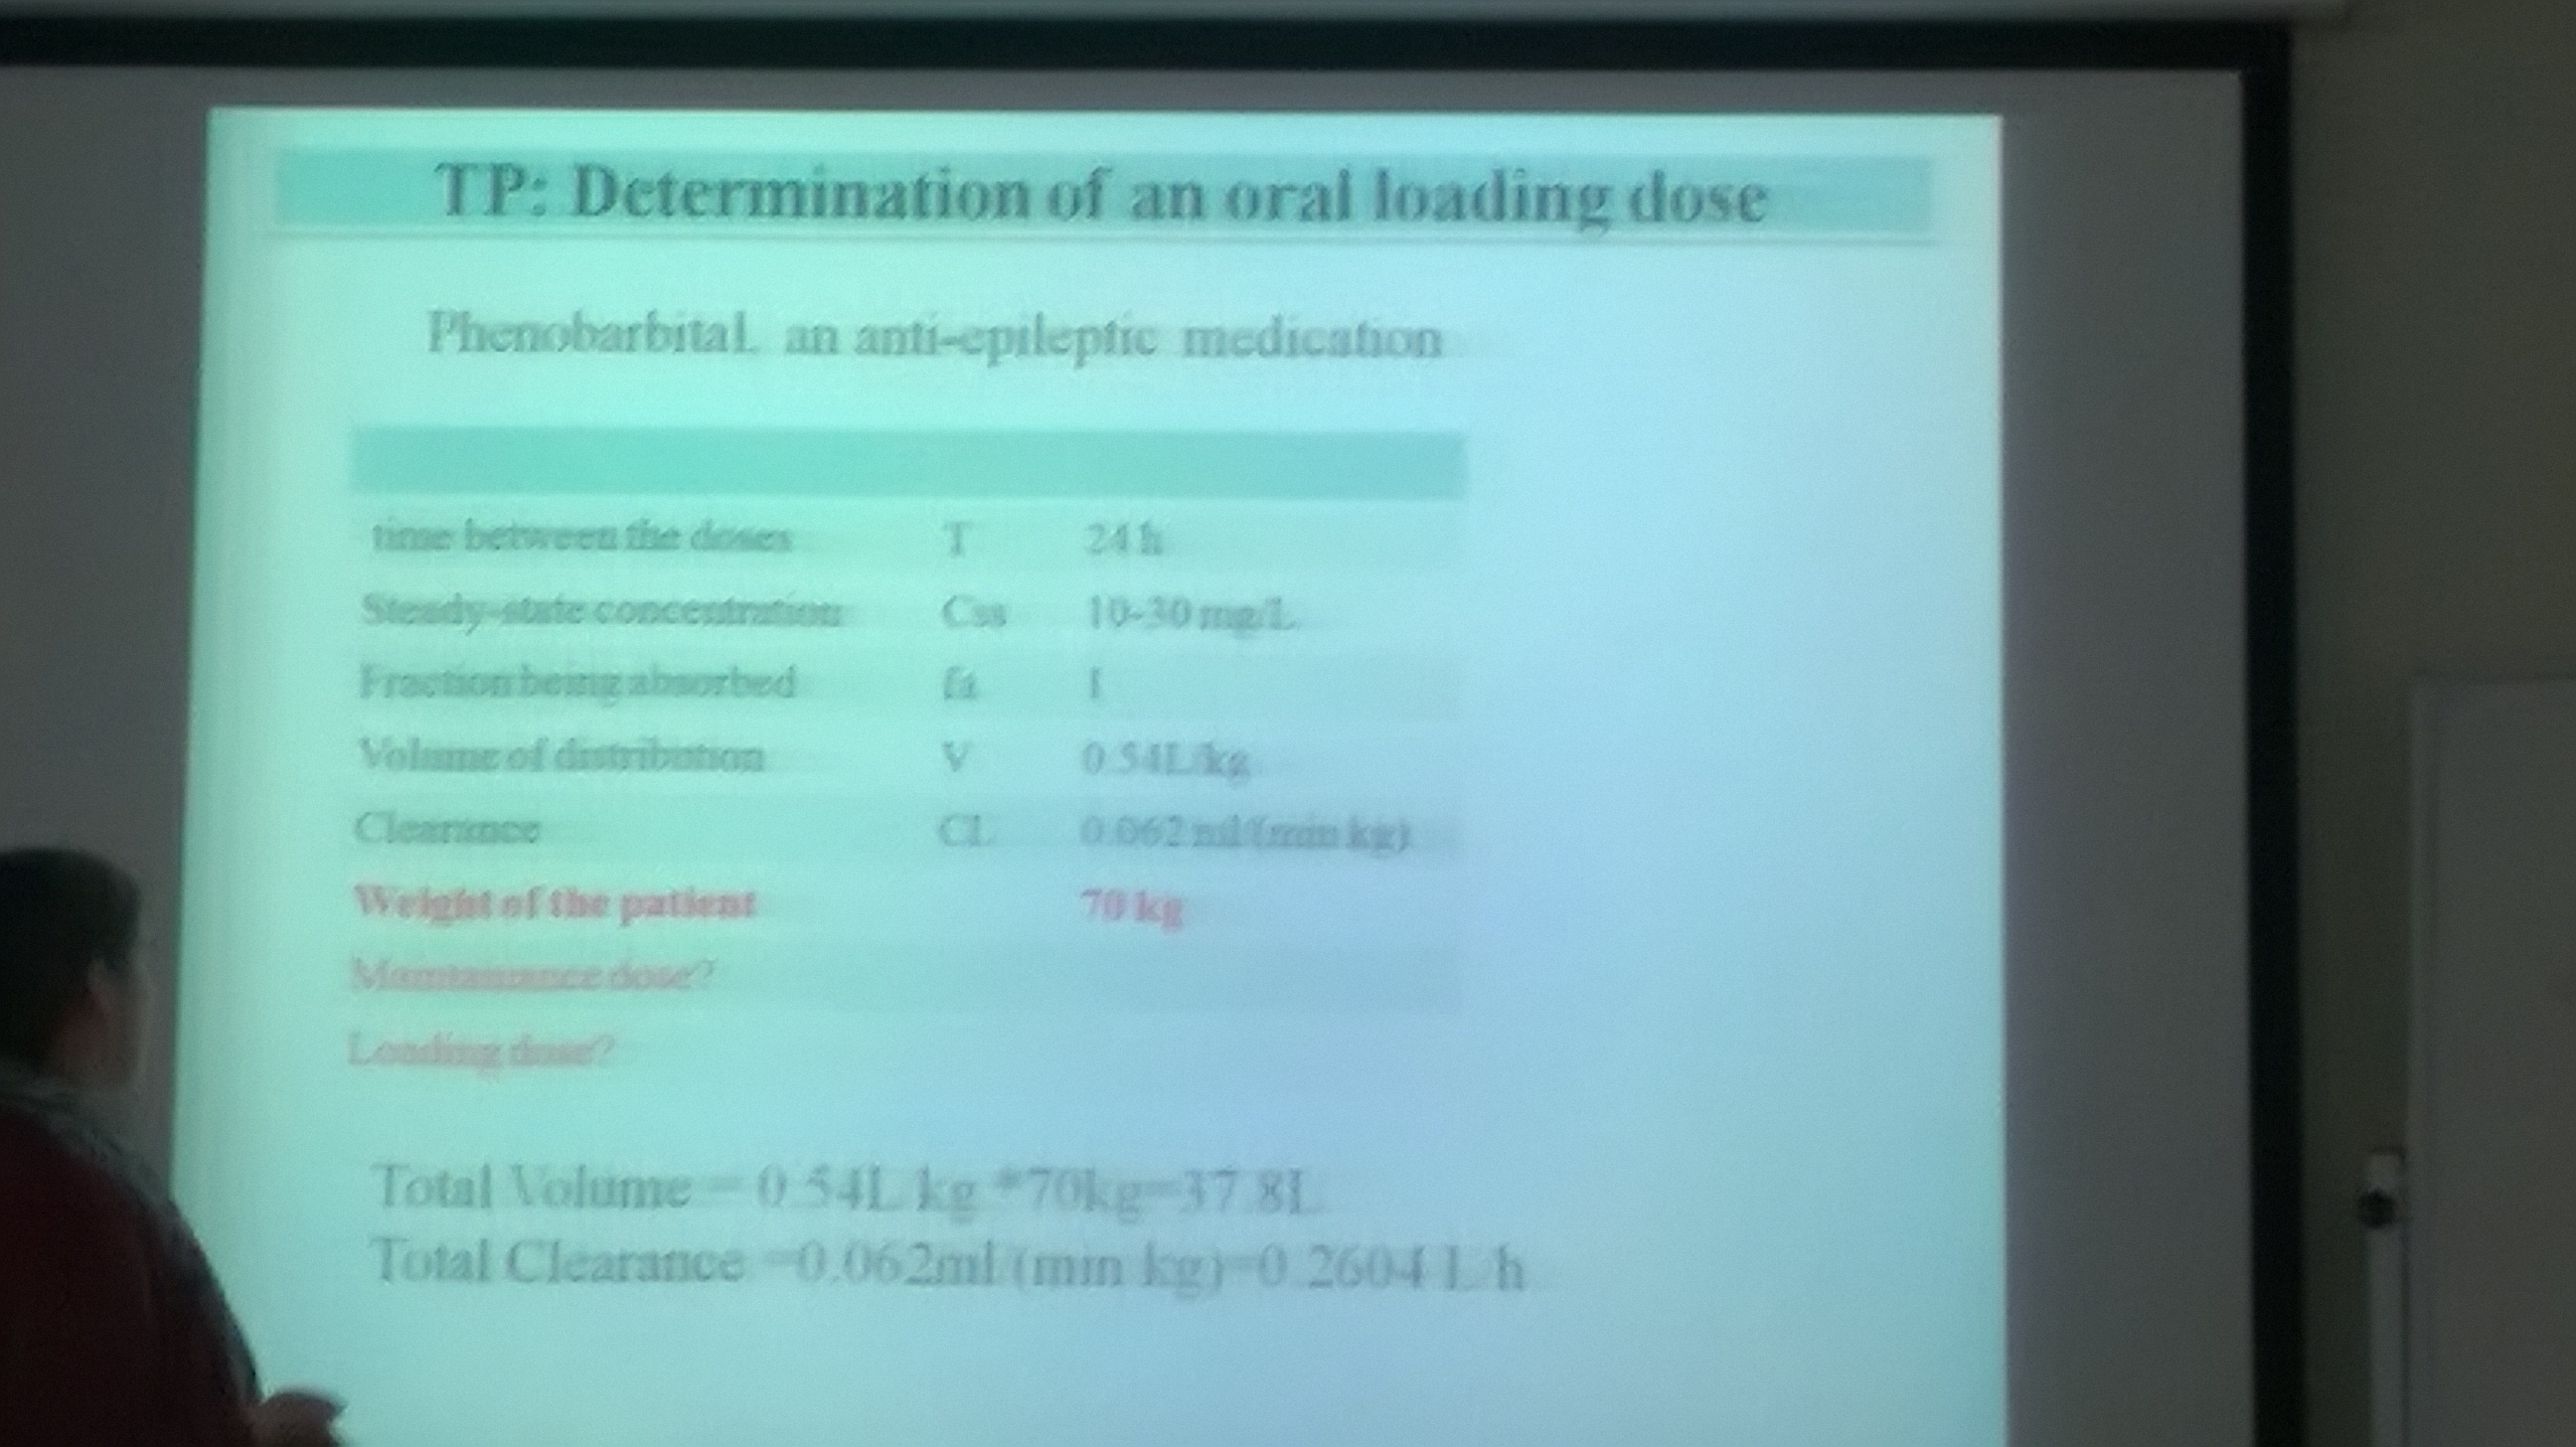 TP: Determination of an oral loading dose
Phenobarbital, an anti-epileptic medication
time between the doses T 24 h
Steady-state concentration Css 10-30 mg/L
Fraction being absorbed fa 1
Volume of distribution V 0.54L/kg
Clearance CL 0.062 ml/(min kg)
Weight of the patient 70 kg
Maintainance dose?
Loading dose?
Total Volume = 0.54L/kg *70kg=37.8L
Total Clearance =0.062ml/(min kg)=0.2604 L/h